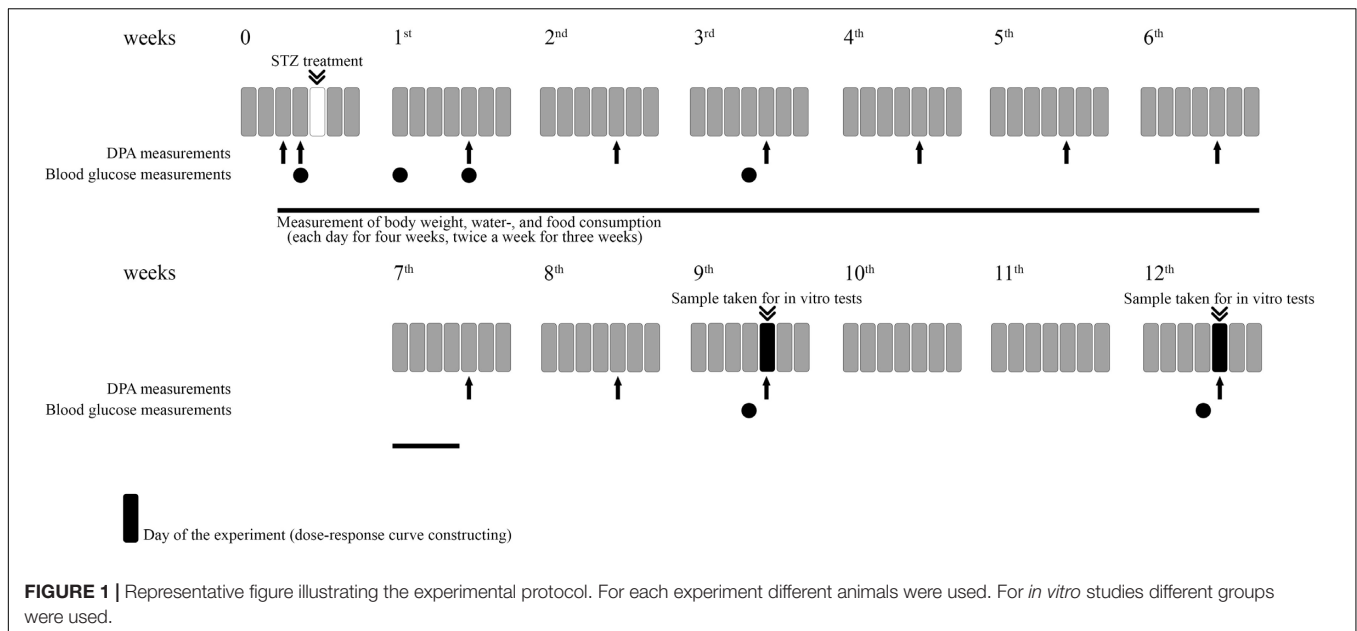 weeks 0 1st 2nd 3rd 4th 5th 6th
STZ treatment
DPA measurements
Blood glucose measurements
Measurement of body weight, water-, and food consumption
(each day for four weeks, twice a week for three weeks)
weeks 7th 8th 9th 10th 11th 12th
Sample taken for in vitro tests Sample taken for in vitro tests
DPA measurements
Blood glucose measurements
Day of the experiment (dose-response curve constructing)
FIGURE 1 | Representative figure illustrating the experimental protocol. For each experiment different animals were used. For in vitro studies different groups
were used.